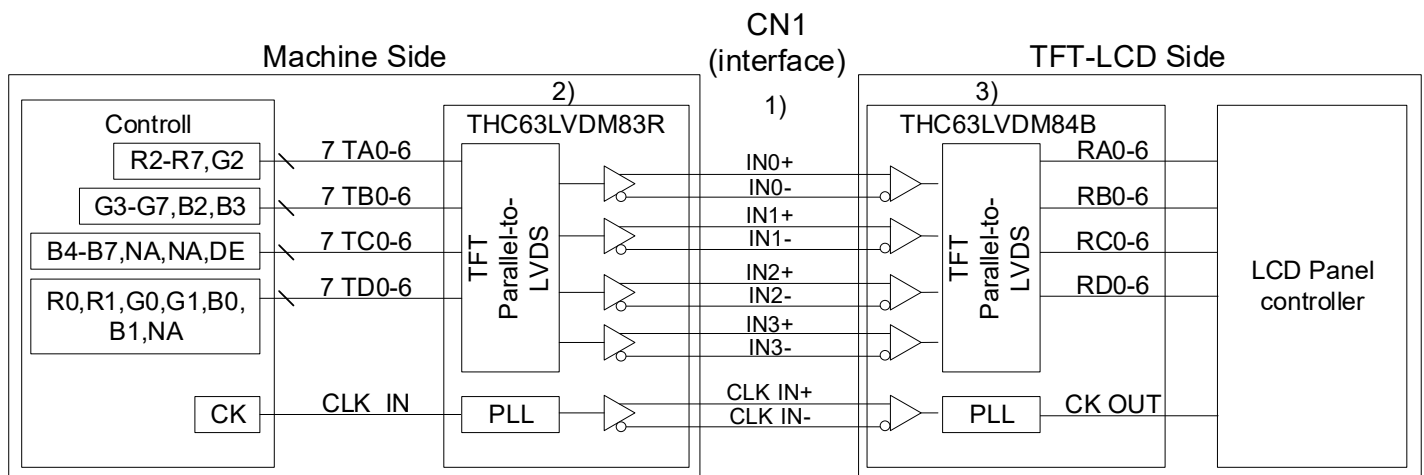 CN1
(interface)
Machine Side
TFT-LCD Side
1)
2)
3)
Controll
THC63LVDM83R
THC63LVDM84B
R2-R7,G2
7 TA0-6
G3-G7,B2,B3
7 TB0-6
B4-B7,NA,NA,DE
7 TC0-6
R0,R1,G0,G1,B0,
B1,NA
7 TD0-6
CK
CLK IN
TFT
Parallel-to-
LVDS
PLL
IN0+
IN0-
IN1+
IN1-
IN2+
IN2-
IN3+
IN3-
CLK IN+
CLK IN-
TFT
Parallel-to-
LVDS
PLL
RA0-6
RB0-6
RC0-6
RD0-6
CK OUT
LCD Panel
controller